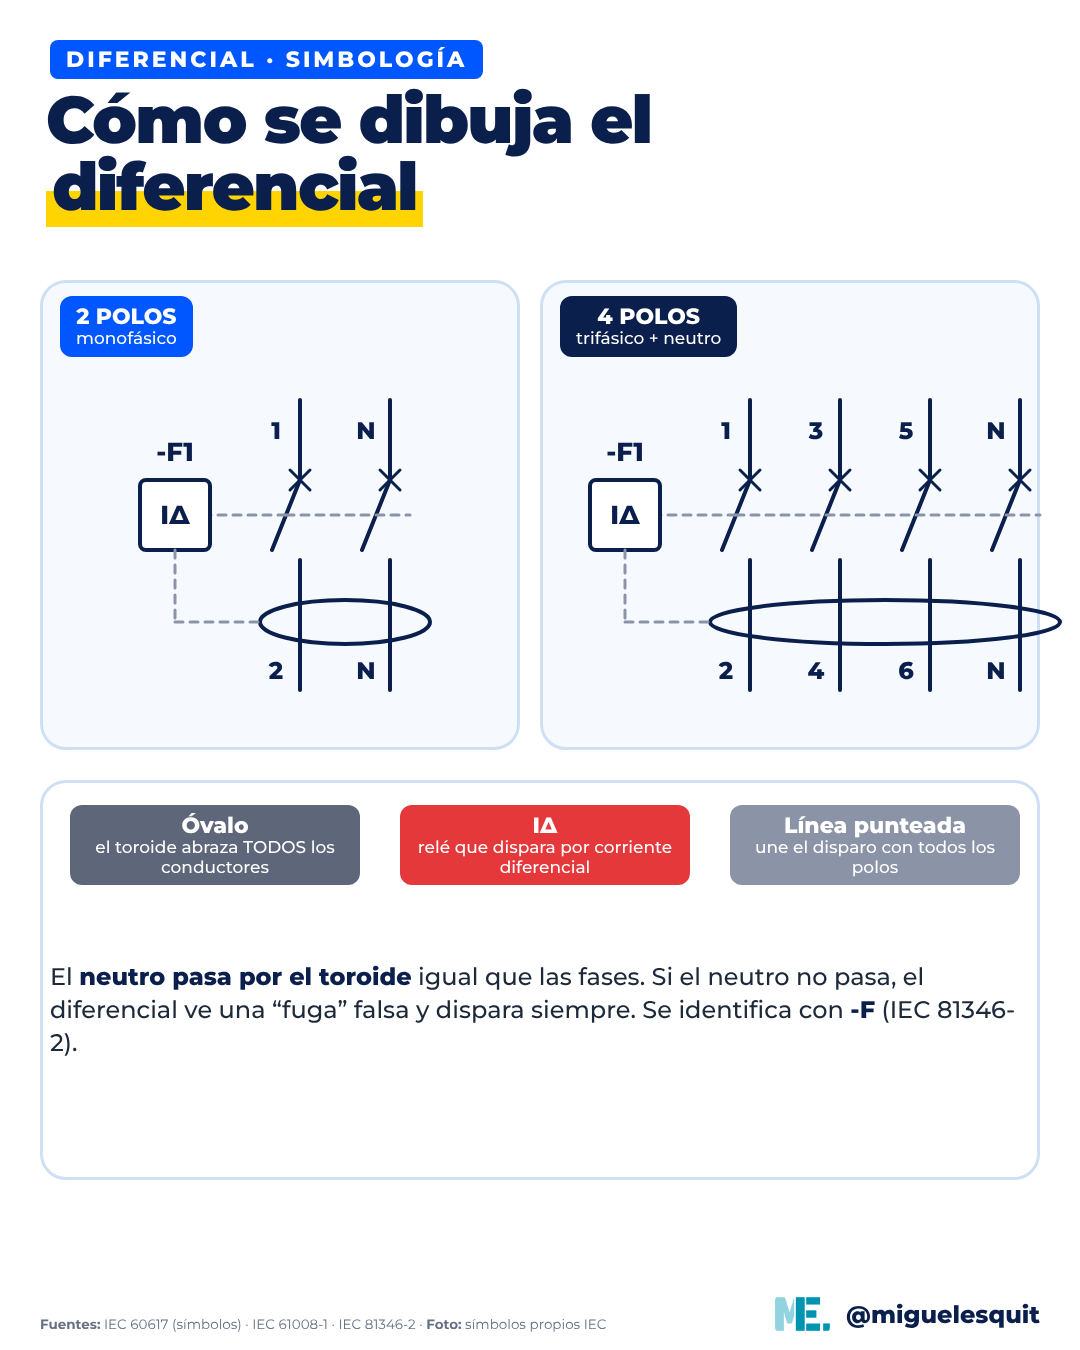 DIFERENCIAL · SIMBOLOGÍA
Cómo se dibuja el
diferencial
2 POLOS
monofásico
1 N
-F1
I∆
2 N
4 POLOS
trifásico + neutro
1 3 5 N
-F1
I∆
2 4 6 N
Óvalo
el toroide abraza TODOS los
conductores
I∆
relé que dispara por corriente
diferencial
Línea punteada
une el disparo con todos los
polos
El neutro pasa por el toroide igual que las fases. Si el neutro no pasa, el
diferencial ve una “fuga” falsa y dispara siempre. Se identifica con -F (IEC 81346-
2).
Fuentes: IEC 60617 (símbolos) · IEC 61008-1 · IEC 81346-2 · Foto: símbolos propios IEC
ME. @miguelesquit